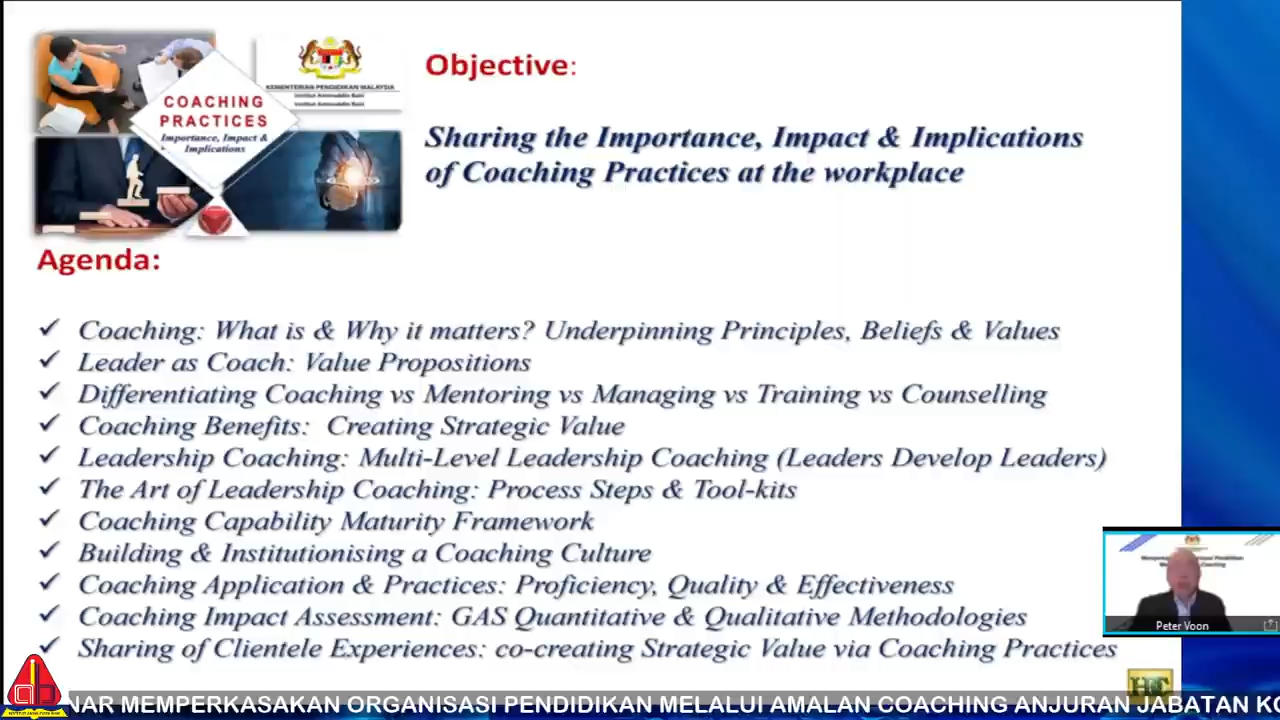 COACHING
PRACTICES
Importance, Impact &
Implications
KEMENTERIAN PENDIDIKAN MALAYSIA
Institut Aminuddin Baki
Objective:
Sharing the Importance, Impact & Implications
of Coaching Practices at the workplace
Agenda:
✓ Coaching: What is & Why it matters? Underpinning Principles, Beliefs & Values
✓ Leader as Coach: Value Propositions
✓ Differentiating Coaching vs Mentoring vs Managing vs Training vs Counselling
✓ Coaching Benefits: Creating Strategic Value
✓ Leadership Coaching: Multi-Level Leadership Coaching (Leaders Develop Leaders)
✓ The Art of Leadership Coaching: Process Steps & Tool-kits
✓ Coaching Capability Maturity Framework
✓ Building & Institutionising a Coaching Culture
✓ Coaching Application & Practices: Proficiency, Quality & Effectiveness
✓ Coaching Impact Assessment: GAS Quantitative & Qualitative Methodologies
✓ Sharing of Clientele Experiences: co-creating Strategic Value via Coaching Practices
Peter Voon
NAR MEMPERKASAKAN ORGANISASI PENDIDIKAN MELALUI AMALAN COACHING ANJURAN JABATAN KO